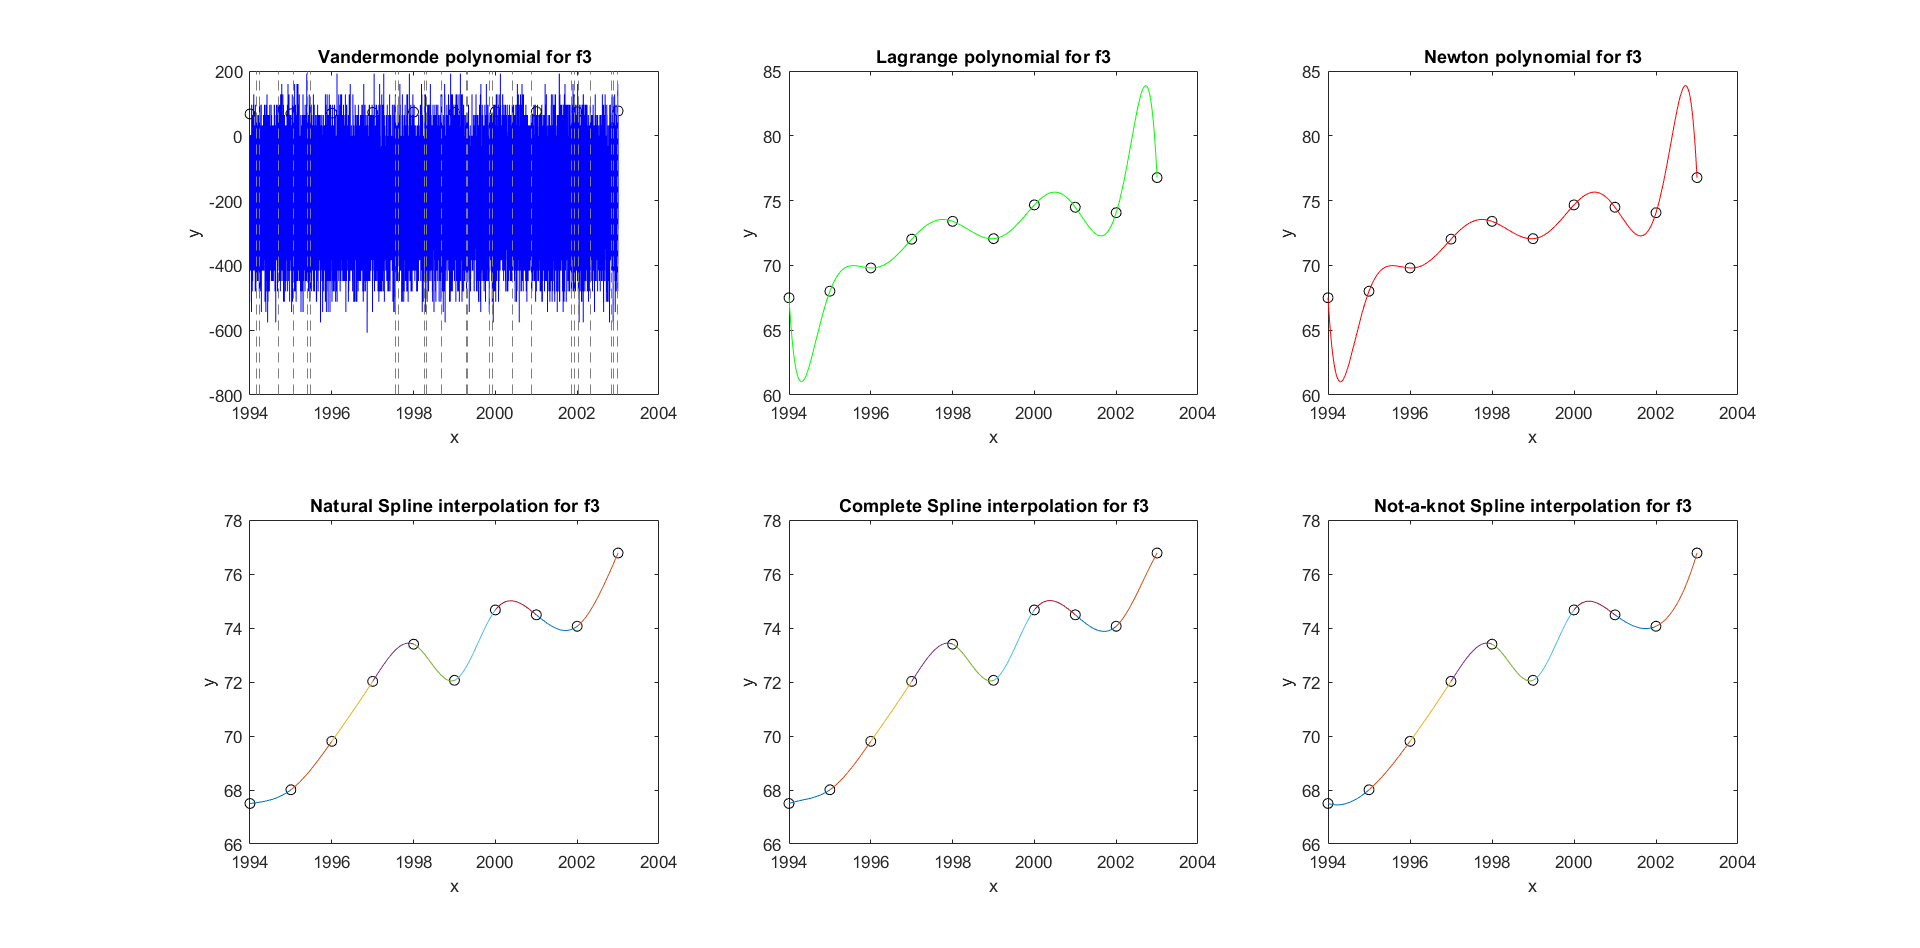 Vandermonde polynomial for f3
200
0
-200
-400
-600
-800
y
1994 1996 1998 2000 2002 2004
x
Lagrange polynomial for f3
85
80
75
70
65
60
y
1994 1996 1998 2000 2002 2004
x
Newton polynomial for f3
85
80
75
70
65
60
y
1994 1996 1998 2000 2002 2004
x
Natural Spline interpolation for f3
78
76
74
72
70
68
66
y
1994 1996 1998 2000 2002 2004
x
Complete Spline interpolation for f3
78
76
74
72
70
68
66
y
1994 1996 1998 2000 2002 2004
x
Not-a-knot Spline interpolation for f3
78
76
74
72
70
68
66
y
1994 1996 1998 2000 2002 2004
x